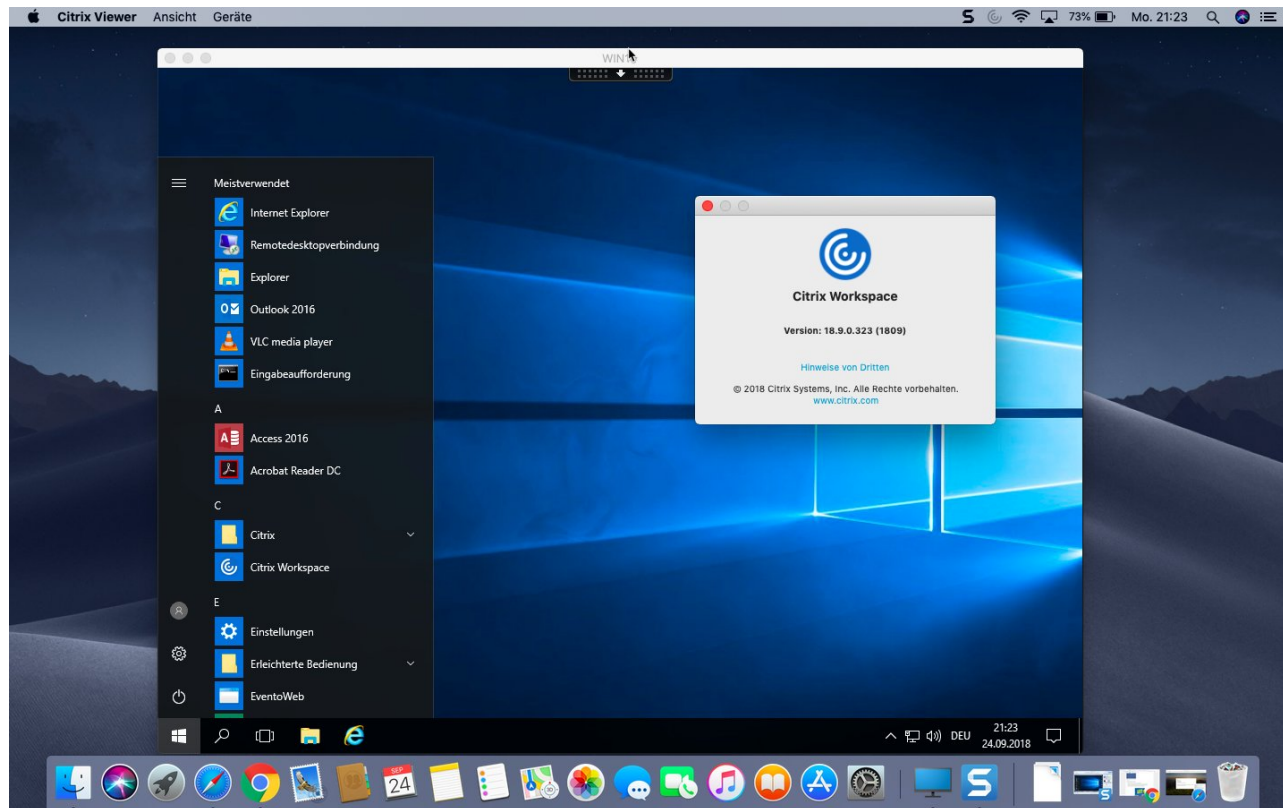 Citrix Viewer Ansicht Geräte 73% Mo. 21:23
Meistverwendet
Internet Explorer
Remotedesktopverbindung
Explorer
Outlook 2016
VLC media player
Eingabeaufforderung
A
Access 2016
Acrobat Reader DC
C
Citrix
Citrix Workspace
E
Einstellungen
Erleichterte Bedienung
EventoWeb
Citrix Workspace
Version: 18.9.0.323 (1809)
Hinweise von Dritten
© 2018 Citrix Systems, Inc. Alle Rechte vorbehalten.
www.citrix.com
DEU
21:23
24.09.2018
SEP
24